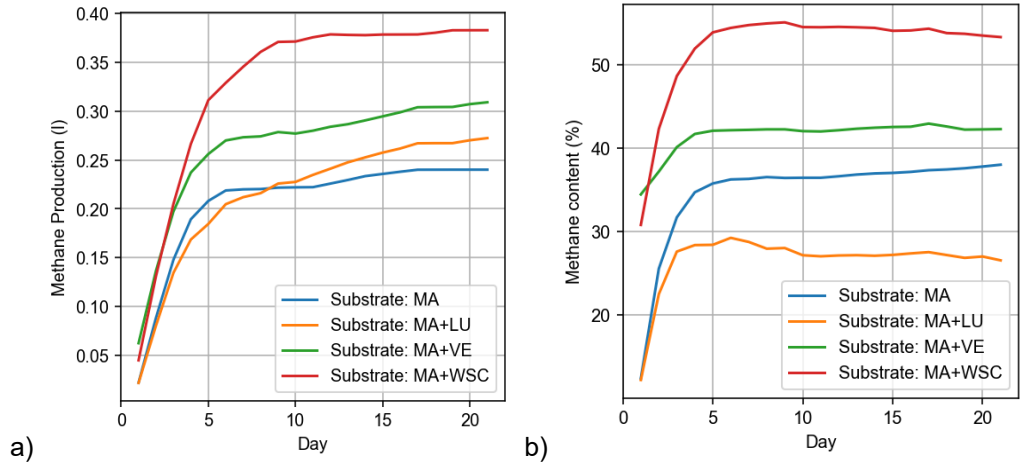 0.40
0.35
0.30
0.25
0.20
0.15
0.10
0.05
Methane Production (l)
0
5
10
15
20
Day
Substrate: MA
Substrate: MA+LU
Substrate: MA+VE
Substrate: MA+WSC
a)
50
40
30
20
Methane content (%)
0
5
10
15
20
Day
Substrate: MA
Substrate: MA+LU
Substrate: MA+VE
Substrate: MA+WSC
b)